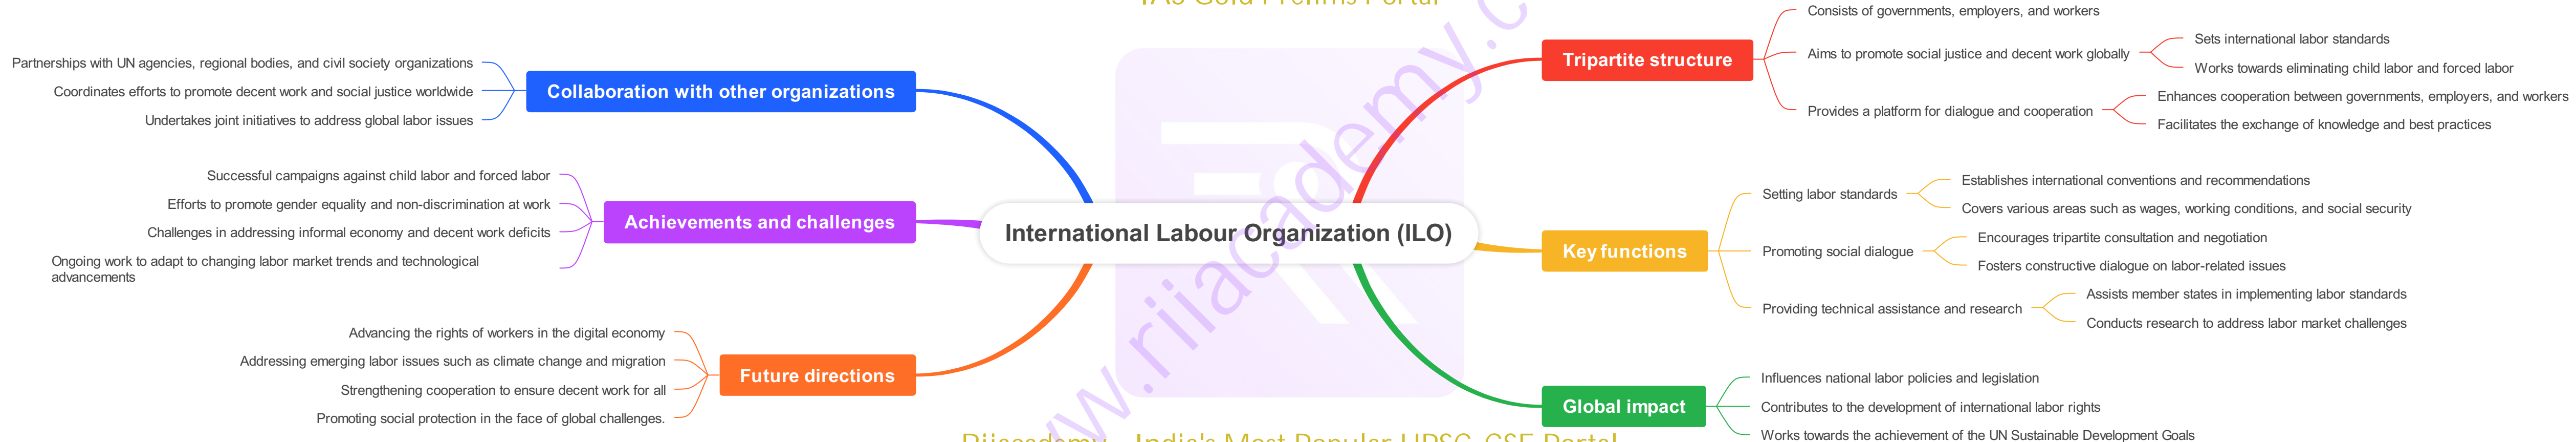 IAS Gold Prelims Portal
International Labour Organization (ILO)
Tripartite structure
Consists of governments, employers, and workers
Aims to promote social justice and decent work globally
Sets international labor standards
Works towards eliminating child labor and forced labor
Provides a platform for dialogue and cooperation
Enhances cooperation between governments, employers, and workers
Facilitates the exchange of knowledge and best practices
Key functions
Setting labor standards
Establishes international conventions and recommendations
Covers various areas such as wages, working conditions, and social security
Promoting social dialogue
Encourages tripartite consultation and negotiation
Fosters constructive dialogue on labor-related issues
Providing technical assistance and research
Assists member states in implementing labor standards
Conducts research to address labor market challenges
Global impact
Influences national labor policies and legislation
Contributes to the development of international labor rights
Works towards the achievement of the UN Sustainable Development Goals
Collaboration with other organizations
Partnerships with UN agencies, regional bodies, and civil society organizations
Coordinates efforts to promote decent work and social justice worldwide
Undertakes joint initiatives to address global labor issues
Achievements and challenges
Successful campaigns against child labor and forced labor
Efforts to promote gender equality and non-discrimination at work
Challenges in addressing informal economy and decent work deficits
Ongoing work to adapt to changing labor market trends and technological
advancements
Future directions
Advancing the rights of workers in the digital economy
Addressing emerging labor issues such as climate change and migration
Strengthening cooperation to ensure decent work for all
Promoting social protection in the face of global challenges.
India's Most Popular UPSC CSE Portal